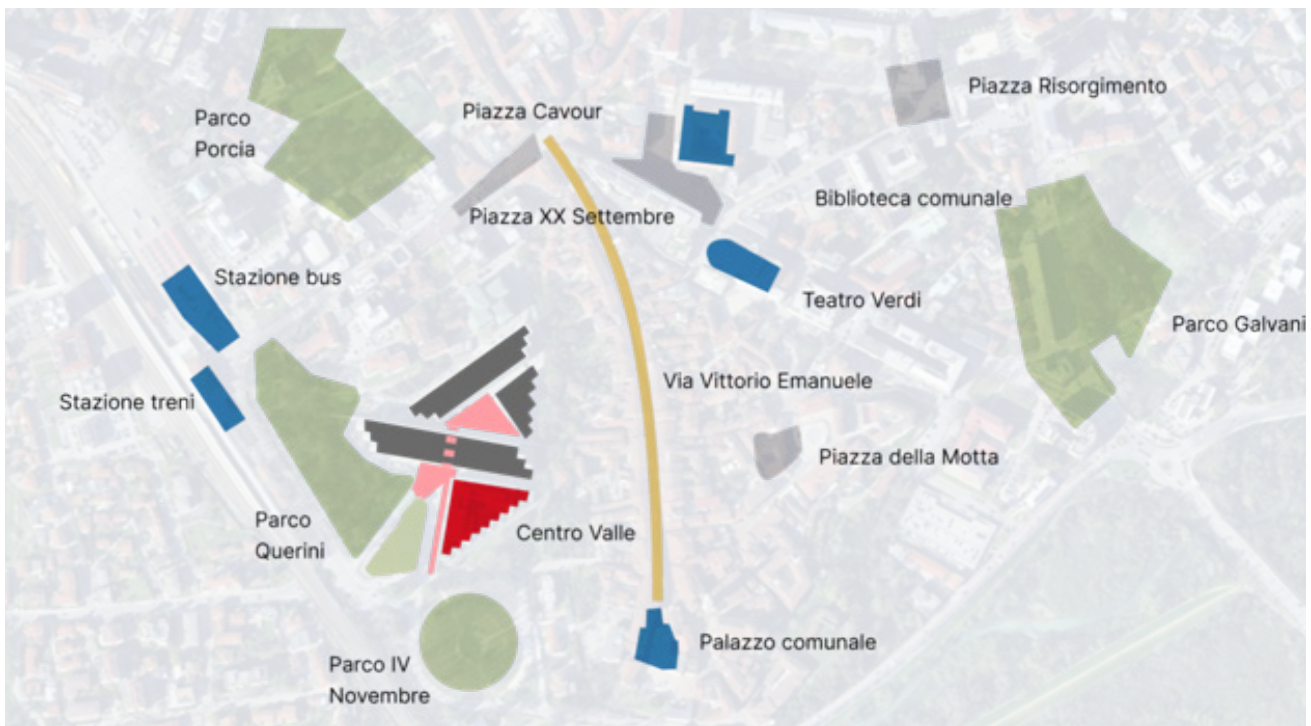 Piazza Risorgimento
Piazza Cavour
Parco
Porcia
Biblioteca comunale
Piazza XX Settembre
Stazione bus
Teatro Verdi
Parco Galvani
Via Vittorio Emanuele
Stazione treni
Piazza della Motta
Parco
Querini
Centro Valle
Palazzo comunale
Parco IV
Novembre